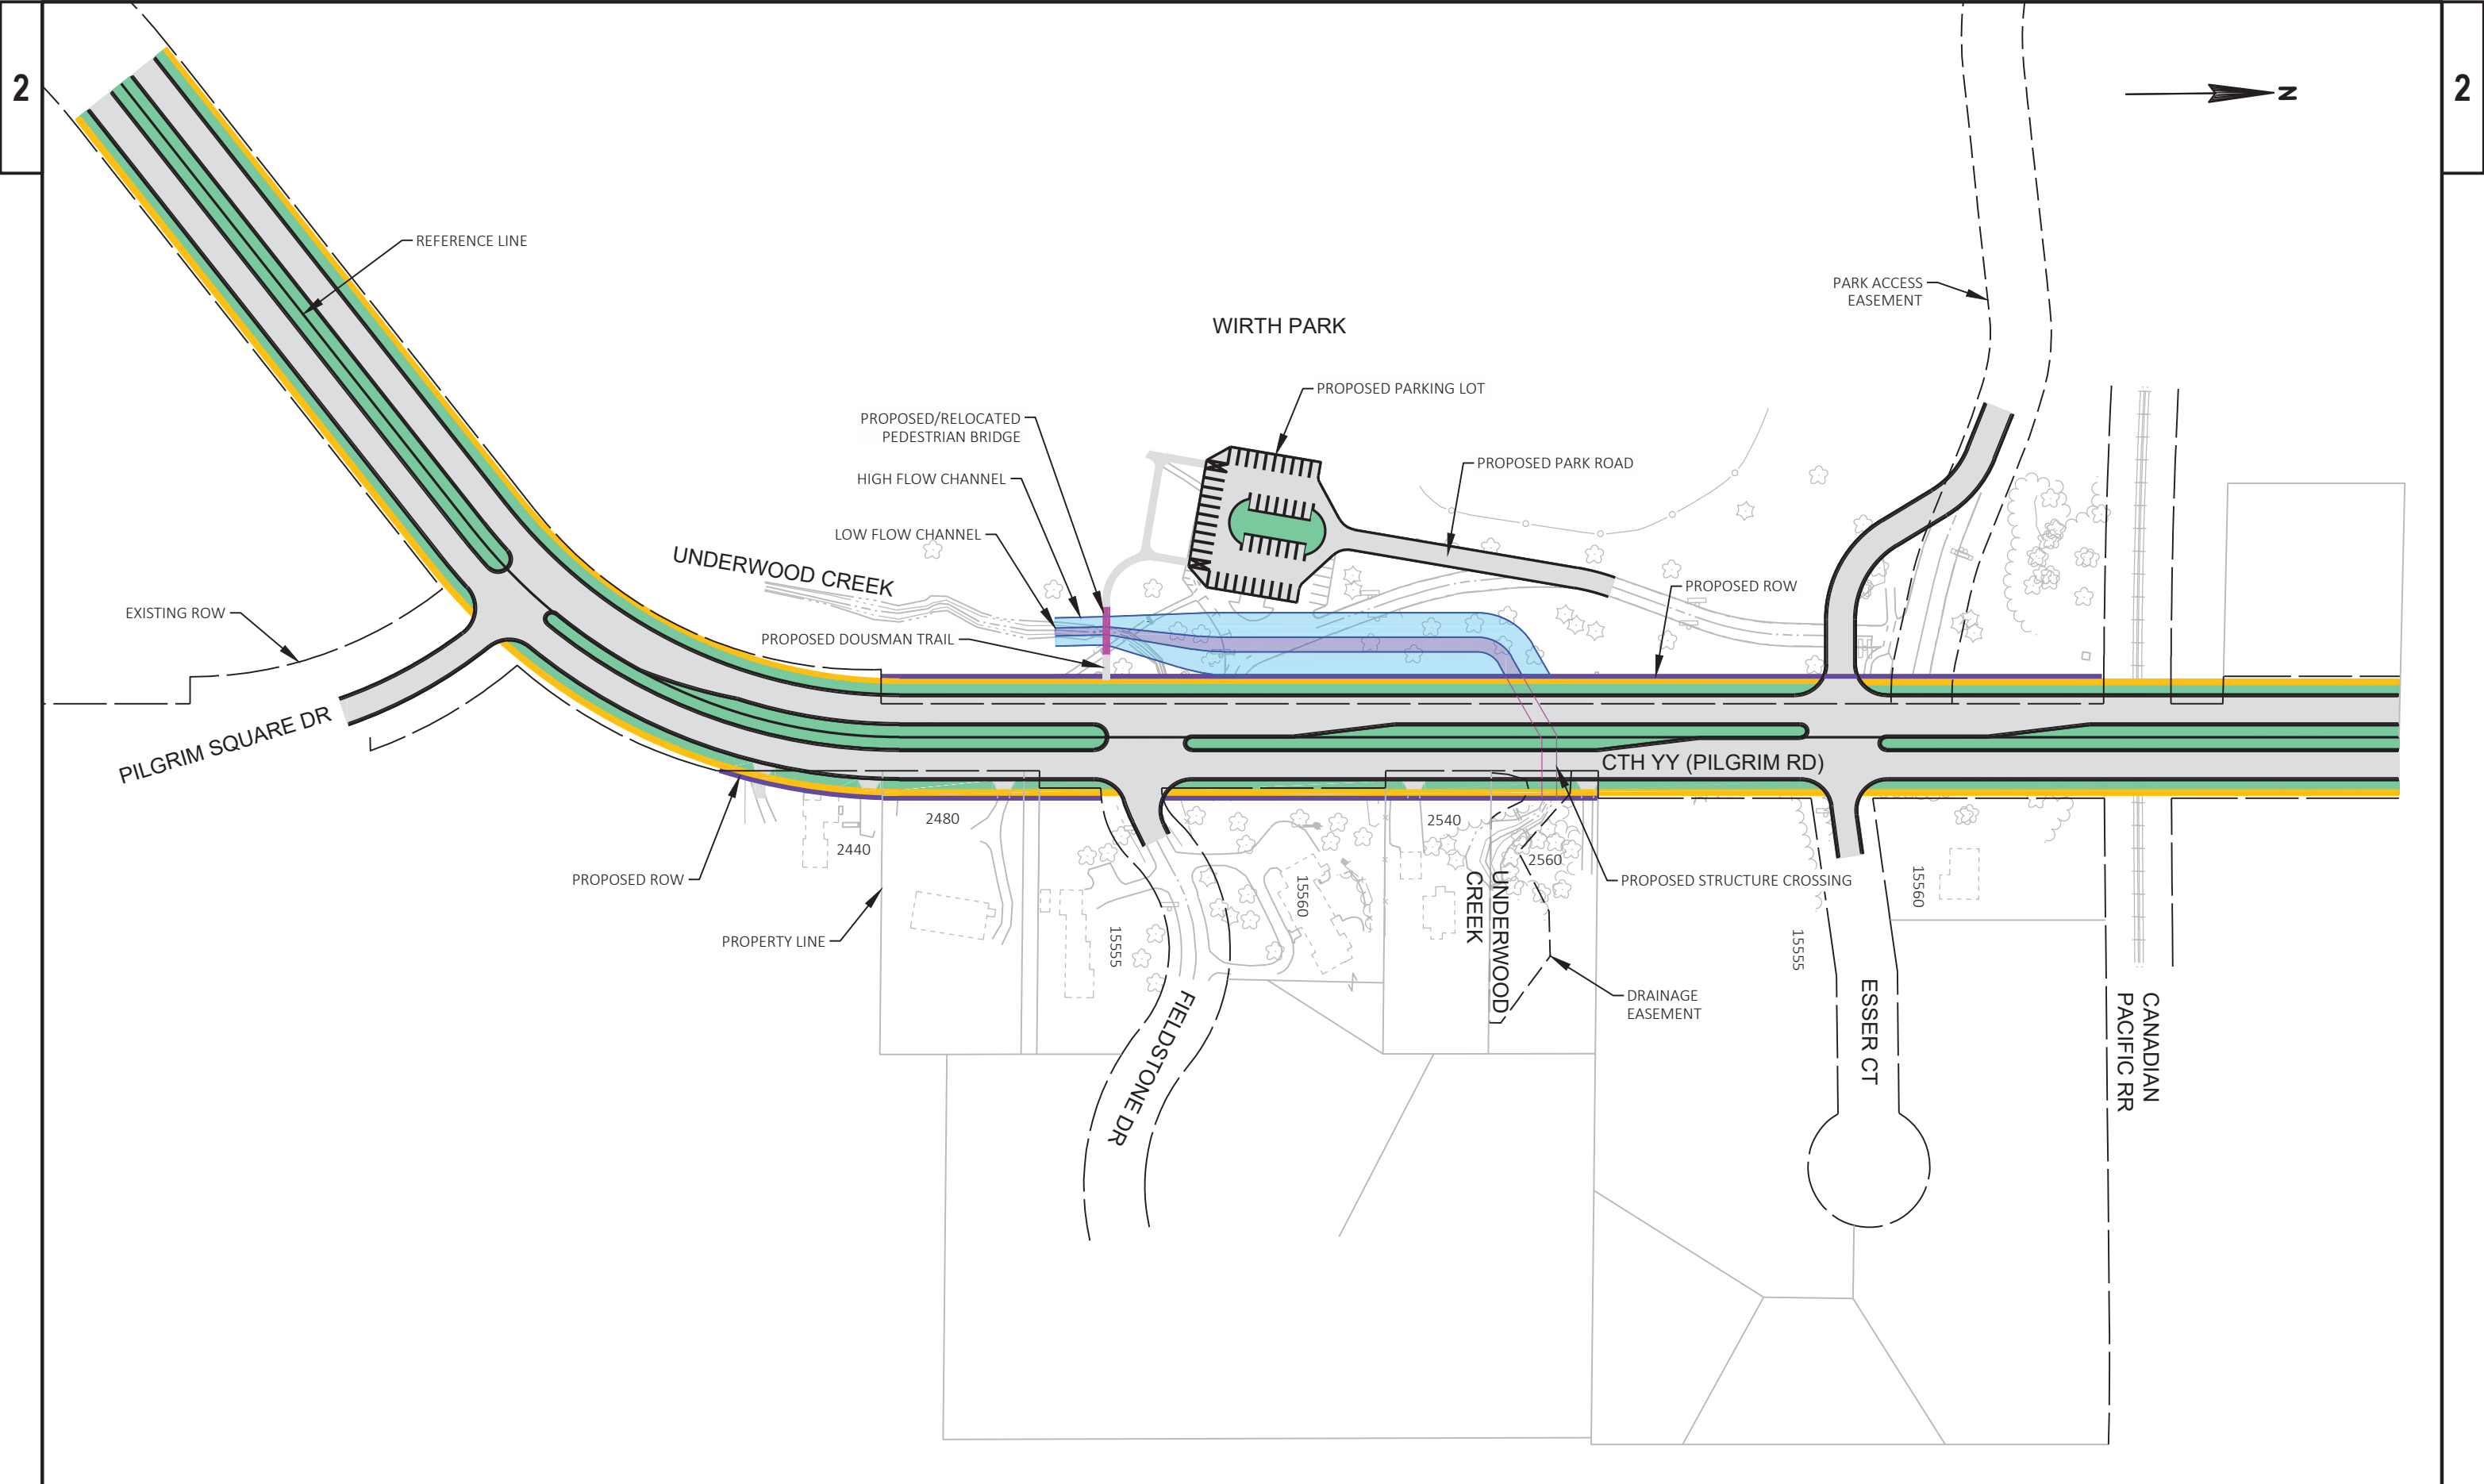 2
2
N
REFERENCE LINE
PARK ACCESS
EASEMENT
WIRTH PARK
PROPOSED PARKING LOT
PROPOSED/RELOCATED
PEDESTRIAN BRIDGE
PROPOSED PARK ROAD
HIGH FLOW CHANNEL
LOW FLOW CHANNEL
UNDERWOOD CREEK
PROPOSED ROW
EXISTING ROW
PROPOSED DOUSMAN TRAIL
PILGRIM SQUARE DR
CTH YY (PILGRIM RD)
2480
2540
2440
2560
PROPOSED ROW
PROPOSED STRUCTURE CROSSING
15560
15560
UNDERWOOD
CREEK
PROPERTY LINE
15555
15555
DRAINAGE
EASEMENT
FIELDSTONE DR
ESSER CT
CANADIAN
PACIFIC RR